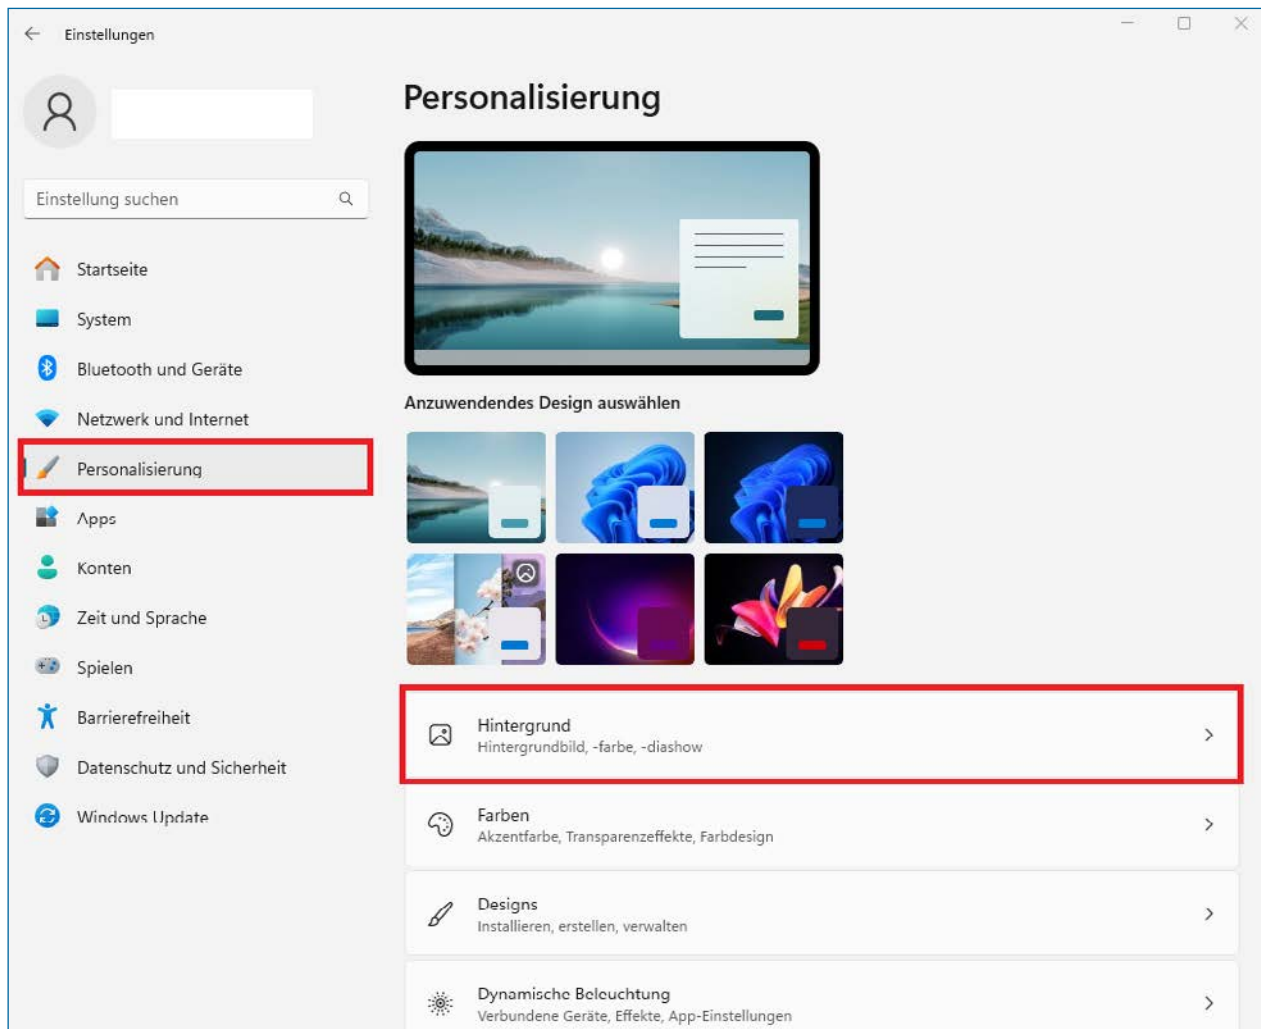 Einstellungen
Einstellung suchen
Startseite
System
Bluetooth und Geräte
Netzwerk und Internet
Personalisierung
Apps
Konten
Zeit und Sprache
Spielen
Barrierefreiheit
Datenschutz und Sicherheit
Windows Update
Personalisierung
Anzuwendendes Design auswählen
Hintergrund
Hintergrundbild, -farbe, -diashow
Farben
Akzentfarbe, Transparenzeffekte, Farbdesign
Designs
Installieren, erstellen, verwalten
Dynamische Beleuchtung
Verbundene Geräte, Effekte, App-Einstellungen